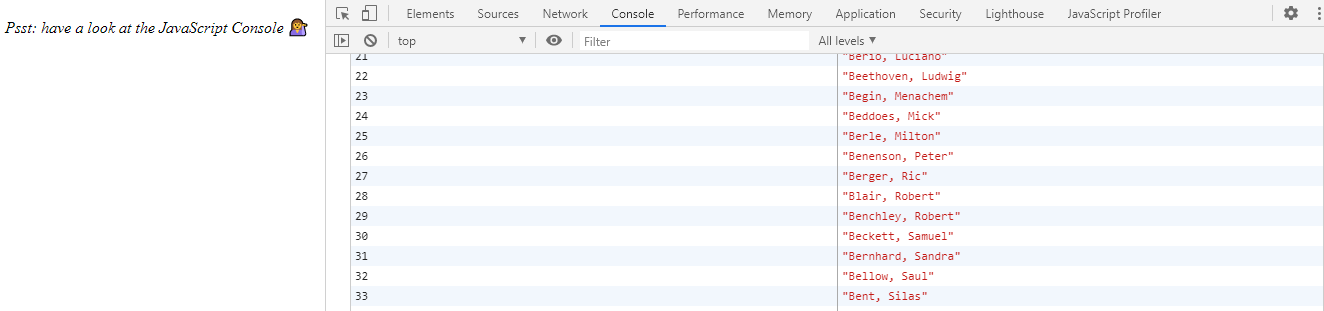 Psst: have a look at the JavaScript Console 💁
Elements Sources Network Console Performance Memory Application Security Lighthouse JavaScript Profiler
top Filter All levels
21 "Berio, Luciano"
22 "Beethoven, Ludwig"
23 "Begin, Menachem"
24 "Beddoes, Mick"
25 "Berle, Milton"
26 "Benenson, Peter"
27 "Berger, Ric"
28 "Blair, Robert"
29 "Benchley, Robert"
30 "Beckett, Samuel"
31 "Bernhard, Sandra"
32 "Bellow, Saul"
33 "Bent, Silas"